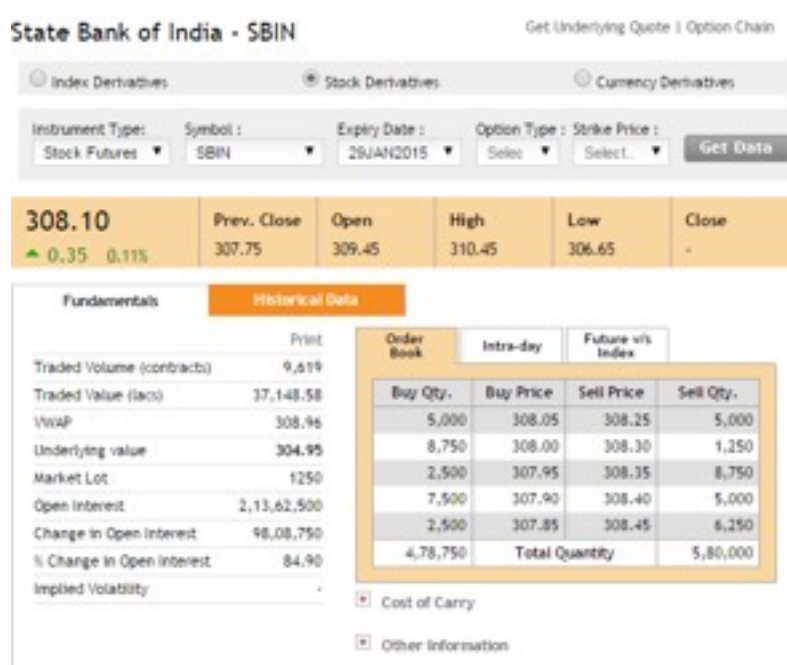 State Bank of India - SBIN
Get Underlying Quote | Option Chain
Index Derivatives Stock Derivatives Currency Derivatives
Instrument Type: Symbol : Expiry Date : Option Type : Strike Price :
Stock Futures SBIN 29JAN2015 Selec Select.. Get Data
308.10 Prev. Close Open High Low Close
0.35 0.11% 307.75 309.45 310.45 306.65 -
Fundamentals Historical Data
Print
Traded Volume (contracts) 9,619
Traded Value (lacs) 37,148.58
VWAP 308.96
Underlying value 304.95
Market Lot 1250
Open Interest 2,13,62,500
Change in Open Interest 98,08,750
% Change in Open Interest 84.90
Implied Volatility -
Order Book Intra-day Future v/s Index
Buy Qty. Buy Price Sell Price Sell Qty.
5,000 308.05 308.25 5,000
8,750 308.00 308.30 1,250
2,500 307.95 308.35 8,750
7,500 307.90 308.40 5,000
2,500 307.85 308.45 6,250
4,78,750 Total Quantity 5,80,000
Cost of Carry
Other Information